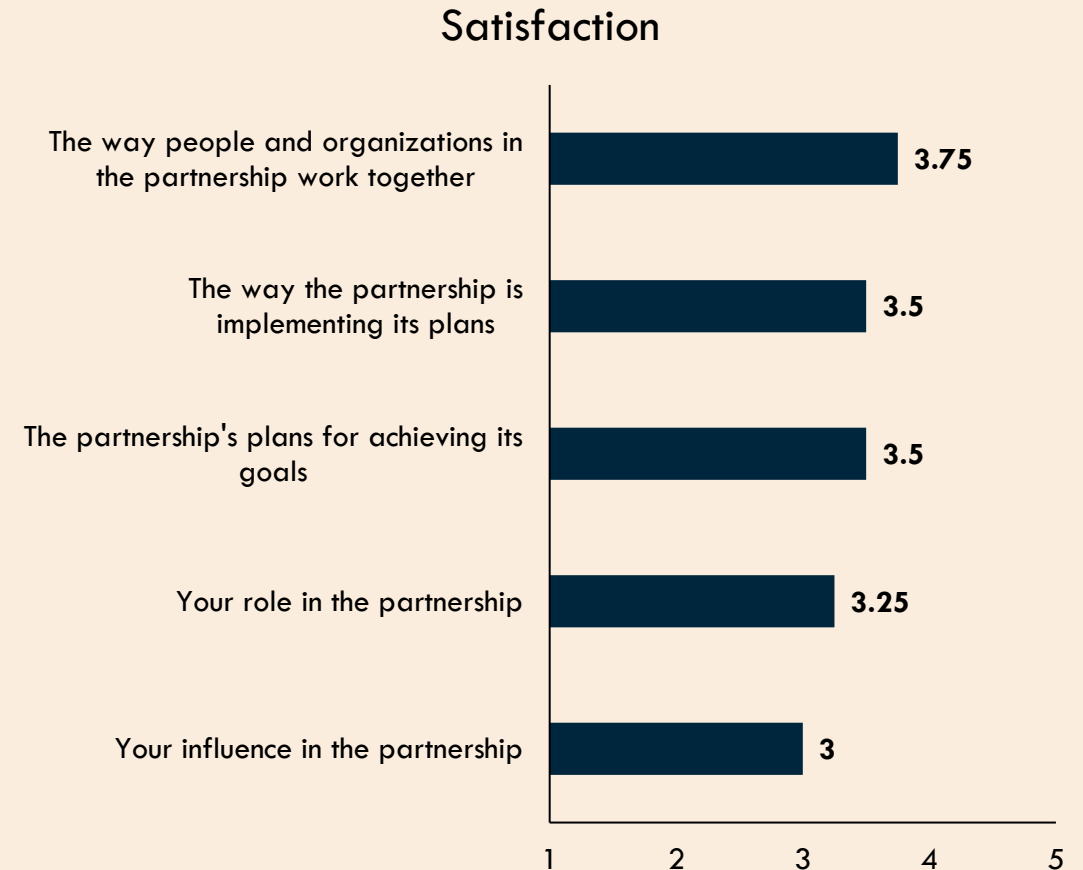 Satisfaction
The way people and organizations in
the partnership work together
3.75
The way the partnership is
implementing its plans
3.5
The partnership's plans for achieving its
goals
3.5
Your role in the partnership
3.25
Your influence in the partnership
3
1 2 3 4 5